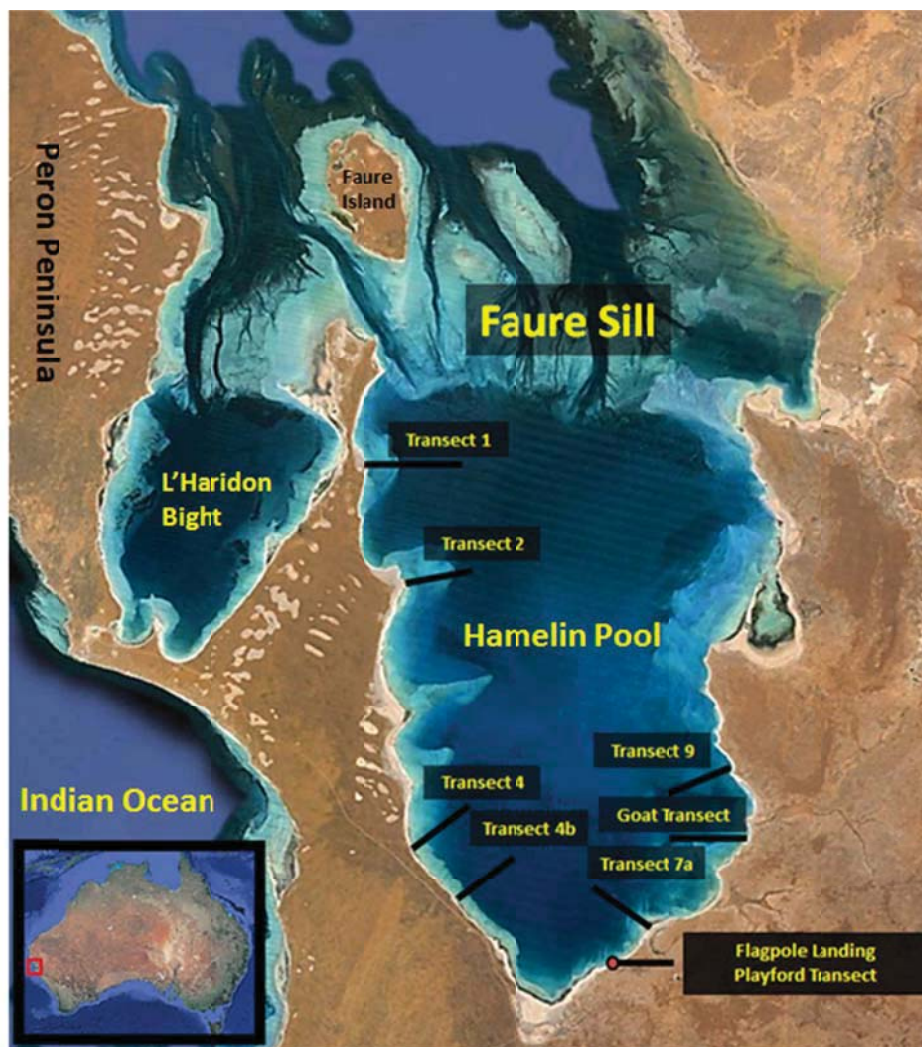 Peron Peninsula
Faure
Island
Faure Sill
Transect 1
L'Haridon
Bight
Transect 2
Hamelin Pool
Transect 9
Indian Ocean
Transect 4
Goat Transect
Transect 4b
Transect 7a
Flagpole Landing
Playford Transect